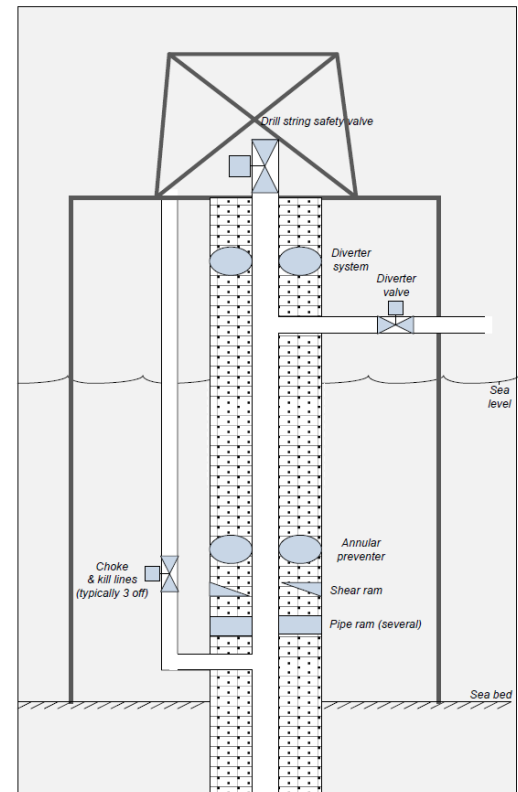 Drill string safety valve
Diverter
system
Diverter
valve
Sea
level
Annular
preventer
Choke
& kill lines
(typically 3 off)
Shear ram
Pipe ram (several)
Sea bed